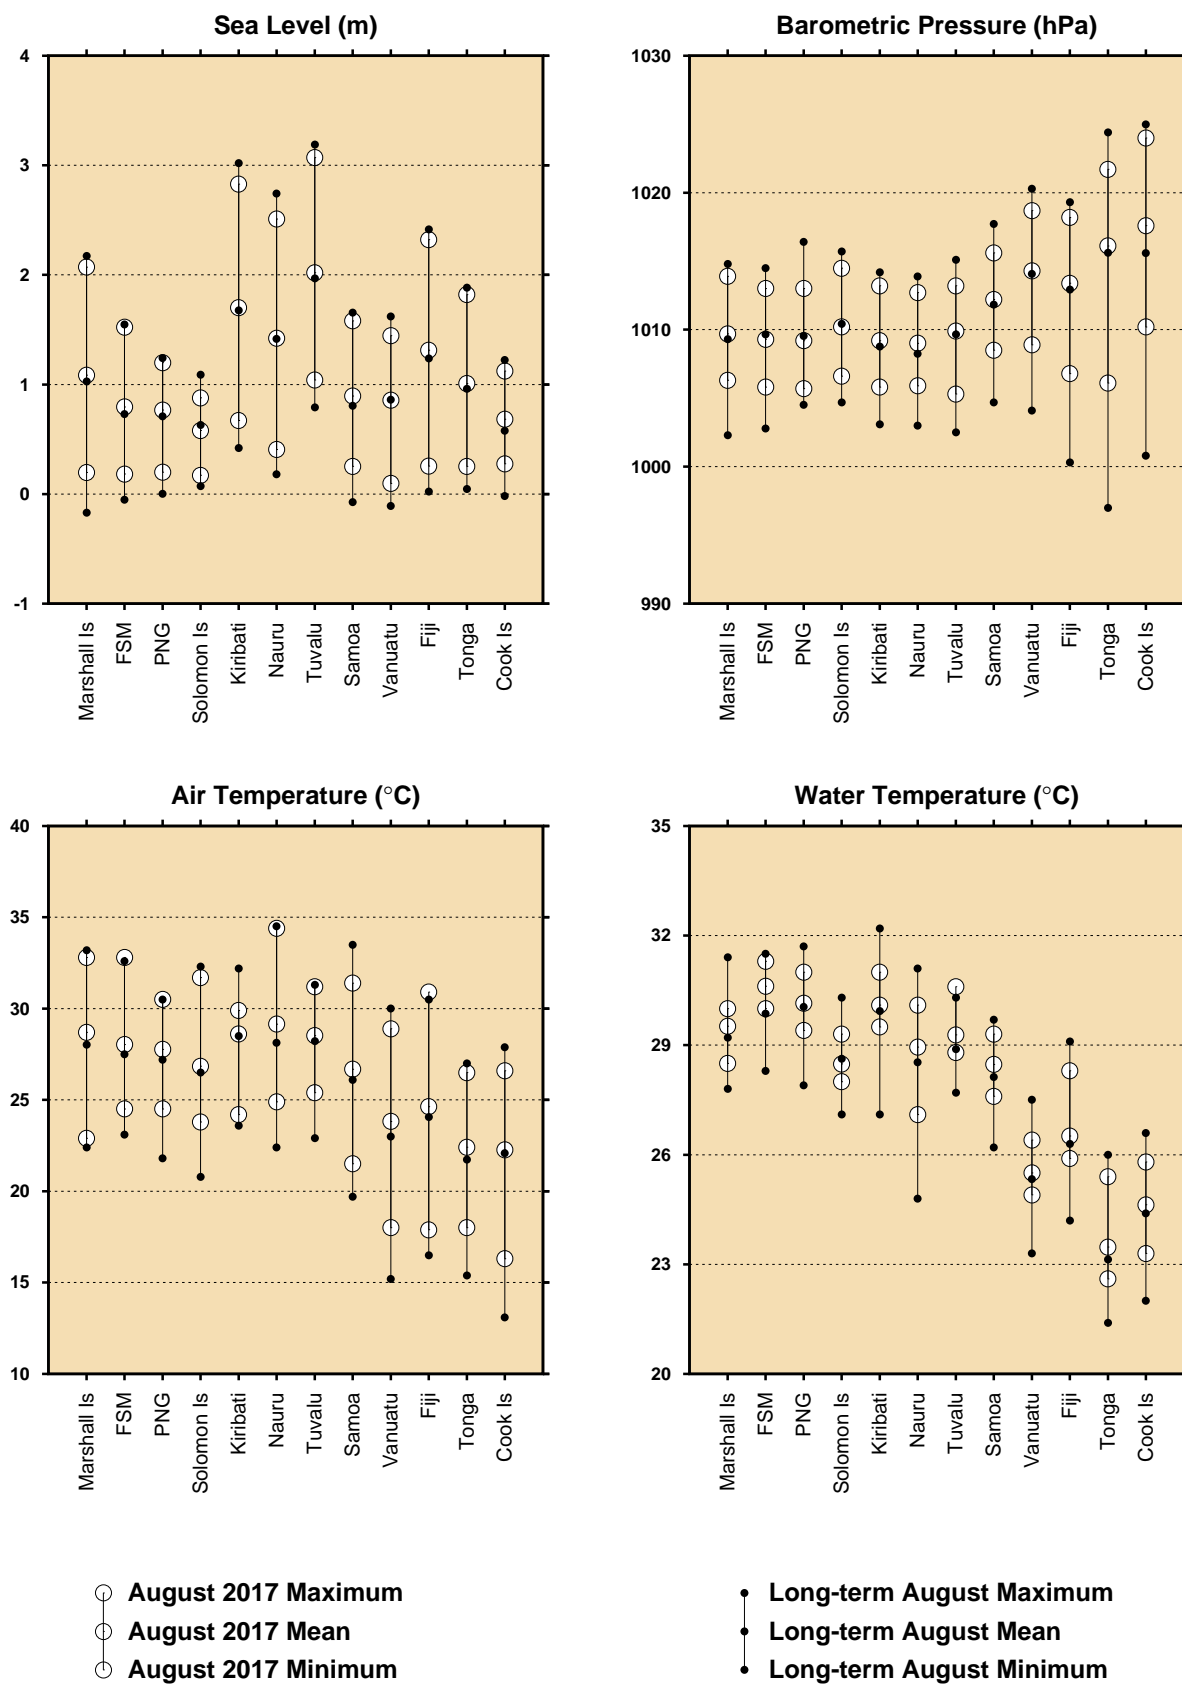 Sea Level (m)
4
3
2
1
0
-1
Marshall Is
FSM
PNG
Solomon Is
Kiribati
Nauru
Tuvalu
Samoa
Vanuatu
Fiji
Tonga
Cook Is
Barometric Pressure (hPa)
1030
1020
1010
1000
990
Marshall Is
FSM
PNG
Solomon Is
Kiribati
Nauru
Tuvalu
Samoa
Vanuatu
Fiji
Tonga
Cook Is
Air Temperature (°C)
40
35
30
25
20
15
10
Marshall Is
FSM
PNG
Solomon Is
Kiribati
Nauru
Tuvalu
Samoa
Vanuatu
Fiji
Tonga
Cook Is
Water Temperature (°C)
35
32
29
26
23
20
Marshall Is
FSM
PNG
Solomon Is
Kiribati
Nauru
Tuvalu
Samoa
Vanuatu
Fiji
Tonga
Cook Is
August 2017 Maximum
August 2017 Mean
August 2017 Minimum
Long-term August Maximum
Long-term August Mean
Long-term August Minimum